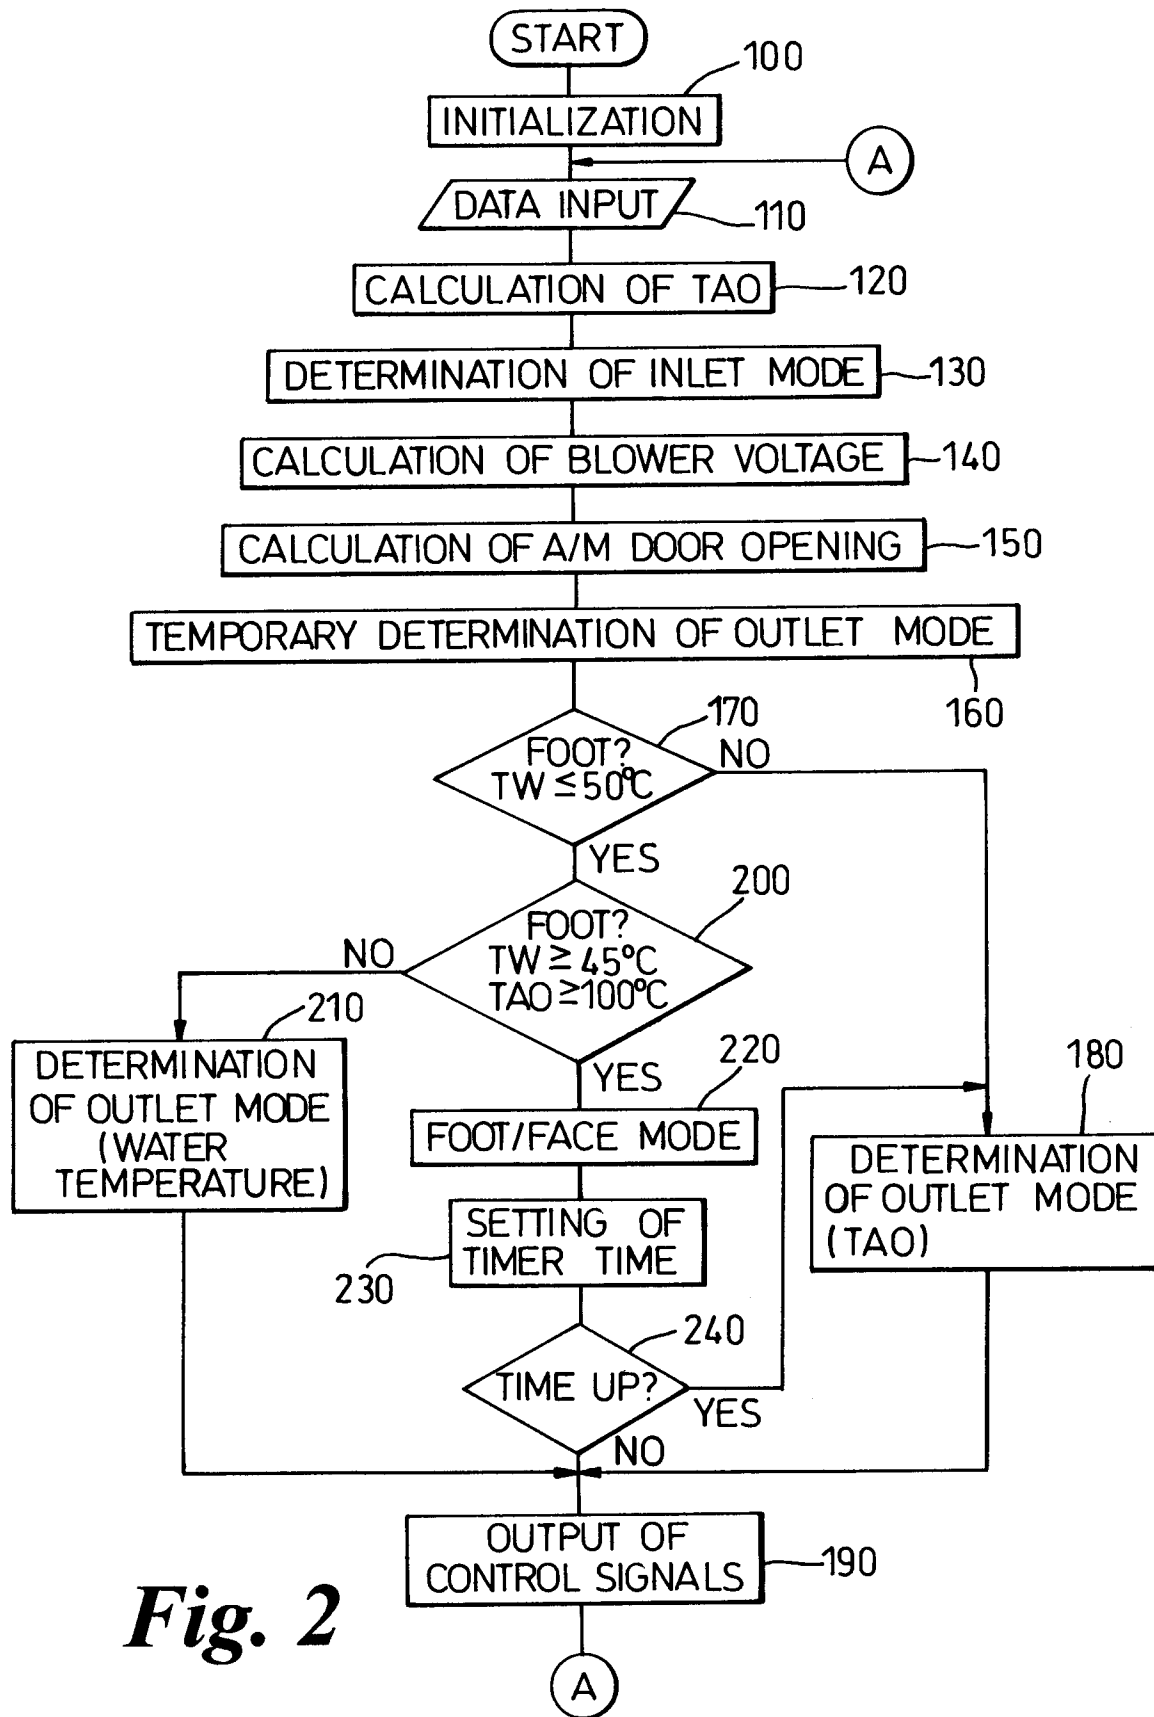 START
100
INITIALIZATION
A
DATA INPUT
110
CALCULATION OF TAO
120
DETERMINATION OF INLET MODE
130
CALCULATION OF BLOWER VOLTAGE
140
CALCULATION OF A/M DOOR OPENING
150
TEMPORARY DETERMINATION OF OUTLET MODE
160
170
FOOT?
TW ≤ 50°C
NO
YES
200
FOOT?
TW ≥ 45°C
TAO ≥ 100°C
NO
YES
210
DETERMINATION
OF OUTLET MODE
(WATER
TEMPERATURE)
220
FOOT/FACE MODE
180
DETERMINATION
OF OUTLET MODE
(TAO)
SETTING OF
TIMER TIME
230
240
TIME UP?
YES
NO
OUTPUT OF
CONTROL SIGNALS
190
Fig. 2
A